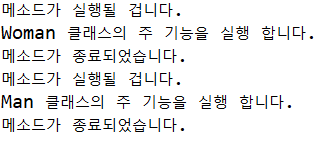 메소드가 실행될 겁니다.
Woman 클래스의 주 기능을 실행 합니다.
메소드가 종료되었습니다.
메소드가 실행될 겁니다.
Man 클래스의 주 기능을 실행 합니다.
메소드가 종료되었습니다.